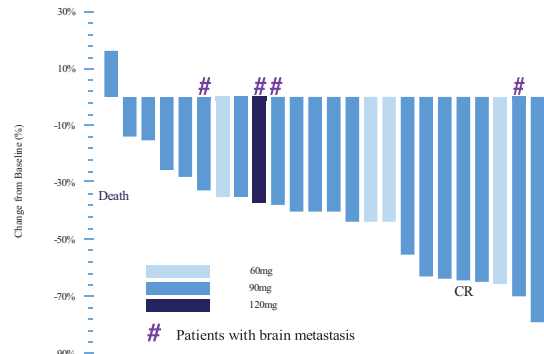 30%
10%
-10%
-30%
-50%
-70%
-90%
Change from Baseline (%)
# # # #
Death
CR
60mg
90mg
120mg
# Patients with brain metastasis